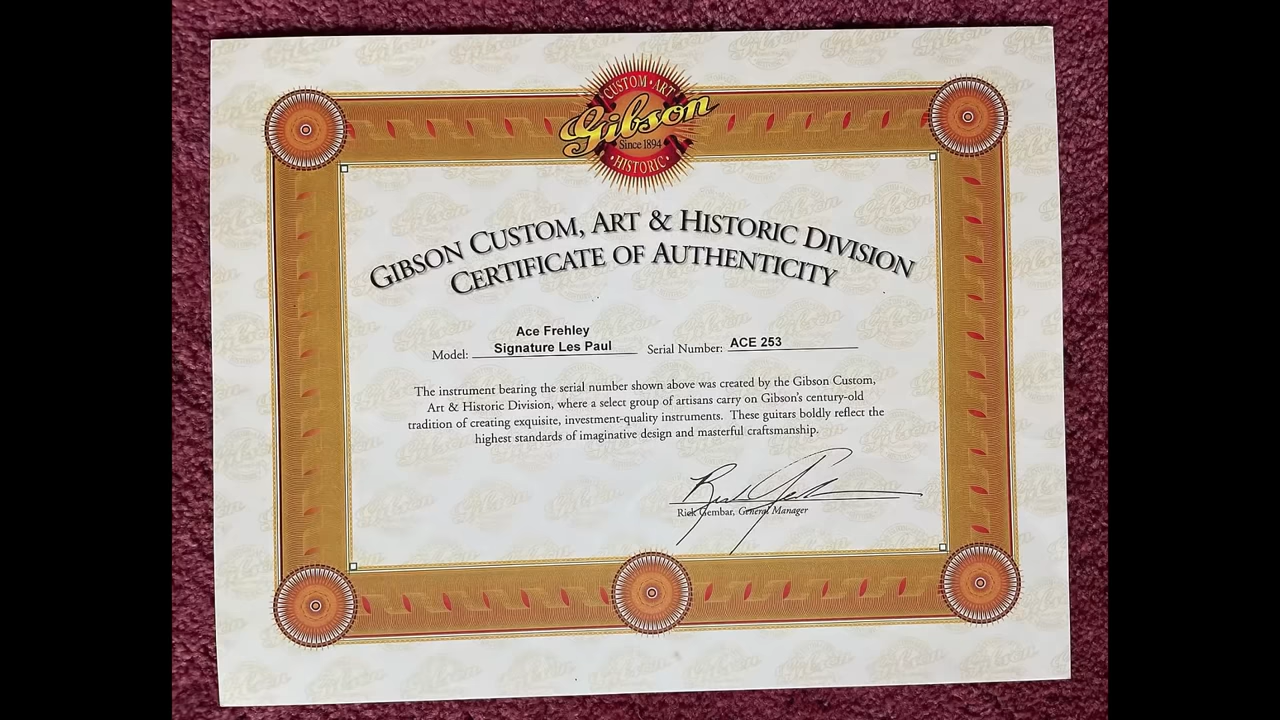 CUSTOM • ART
Gibson
Since 1894
• HISTORIC •
GIBSON CUSTOM, ART & HISTORIC DIVISION
CERTIFICATE OF AUTHENTICITY
Ace Frehley
Model: Signature Les Paul Serial Number: ACE 253
The instrument bearing the serial number shown above was created by the Gibson Custom,
Art & Historic Division, where a select group of artisans carry on Gibson's century-old
tradition of creating exquisite, investment-quality instruments. These guitars boldly reflect the
highest standards of imaginative design and masterful craftsmanship.
Rick Gembar, General Manager